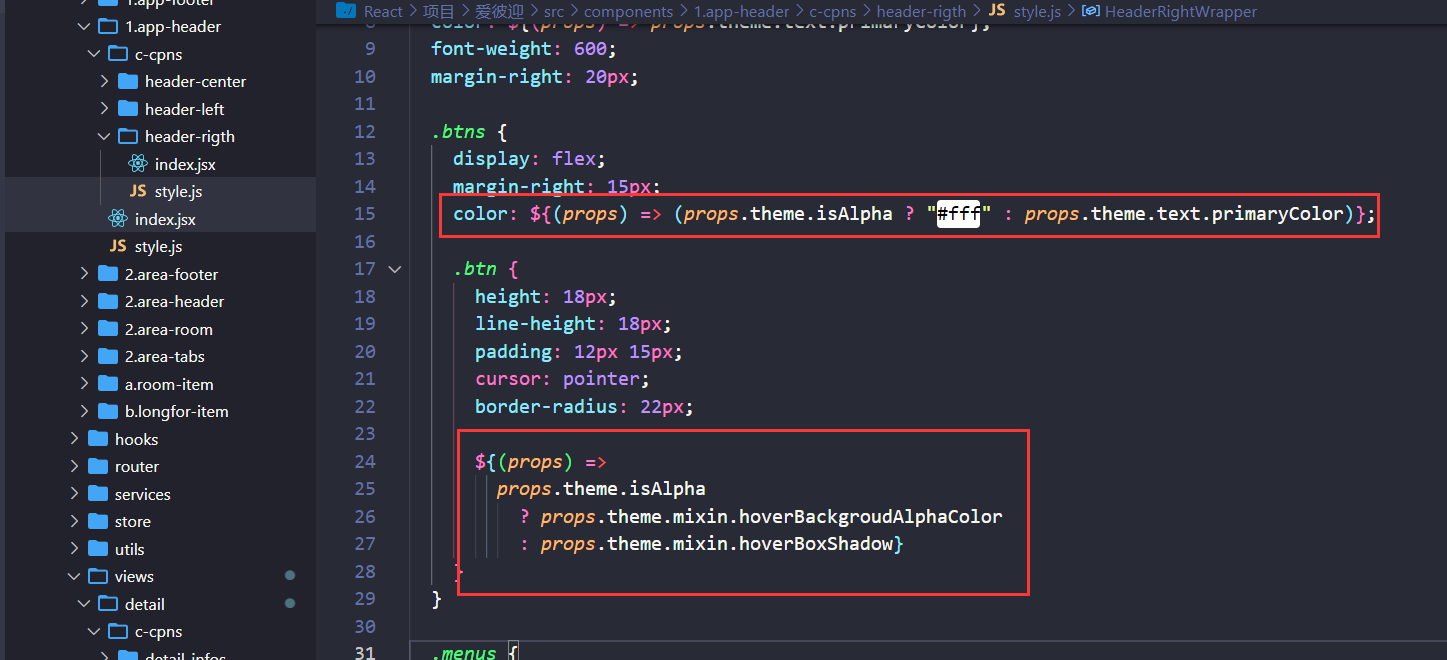 1.app-footer
1.app-header
c-cpns
header-center
header-left
header-rigth
index.jsx
JS style.js
index.jsx
JS style.js
2.area-footer
2.area-header
2.area-room
2.area-tabs
a.room-item
b.longfor-item
hooks
router
services
store
utils
views
detail
c-cpns
detail-infos
React > 项目 > 爱彼迎 > src > components > 1.app-header > c-cpns > header-rigth > JS style.js > HeaderRightWrapper
8 color: ${(props) => props.theme.text.primaryColor};
9 font-weight: 600;
10 margin-right: 20px;
11
12 .btns {
13 display: flex;
14 margin-right: 15px;
15 color: ${(props) => (props.theme.isAlpha ? "#fff" : props.theme.text.primaryColor)};
16
17 .btn {
18 height: 18px;
19 line-height: 18px;
20 padding: 12px 15px;
21 cursor: pointer;
22 border-radius: 22px;
23
24 ${(props) =>
25 props.theme.isAlpha
26 ? props.theme.mixin.hoverBackgroudAlphaColor
27 : props.theme.mixin.hoverBoxShadow}
28 }
29 }
30
31 .menus {